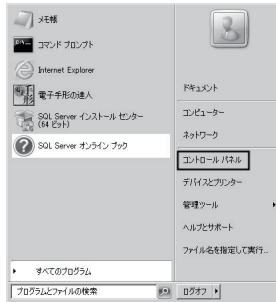 メモ帳
コマンド プロンプト
Internet Explorer
電子手形の達人
SQL Server インストール センター
(64 ビット)
SQL Server オンライン ブック
すべてのプログラム
プログラムとファイルの検索
ドキュメント
コンピューター
ネットワーク
コントロール パネル
デバイスとプリンター
管理ツール
ヘルプとサポート
ファイル名を指定して実行...
ログオフ